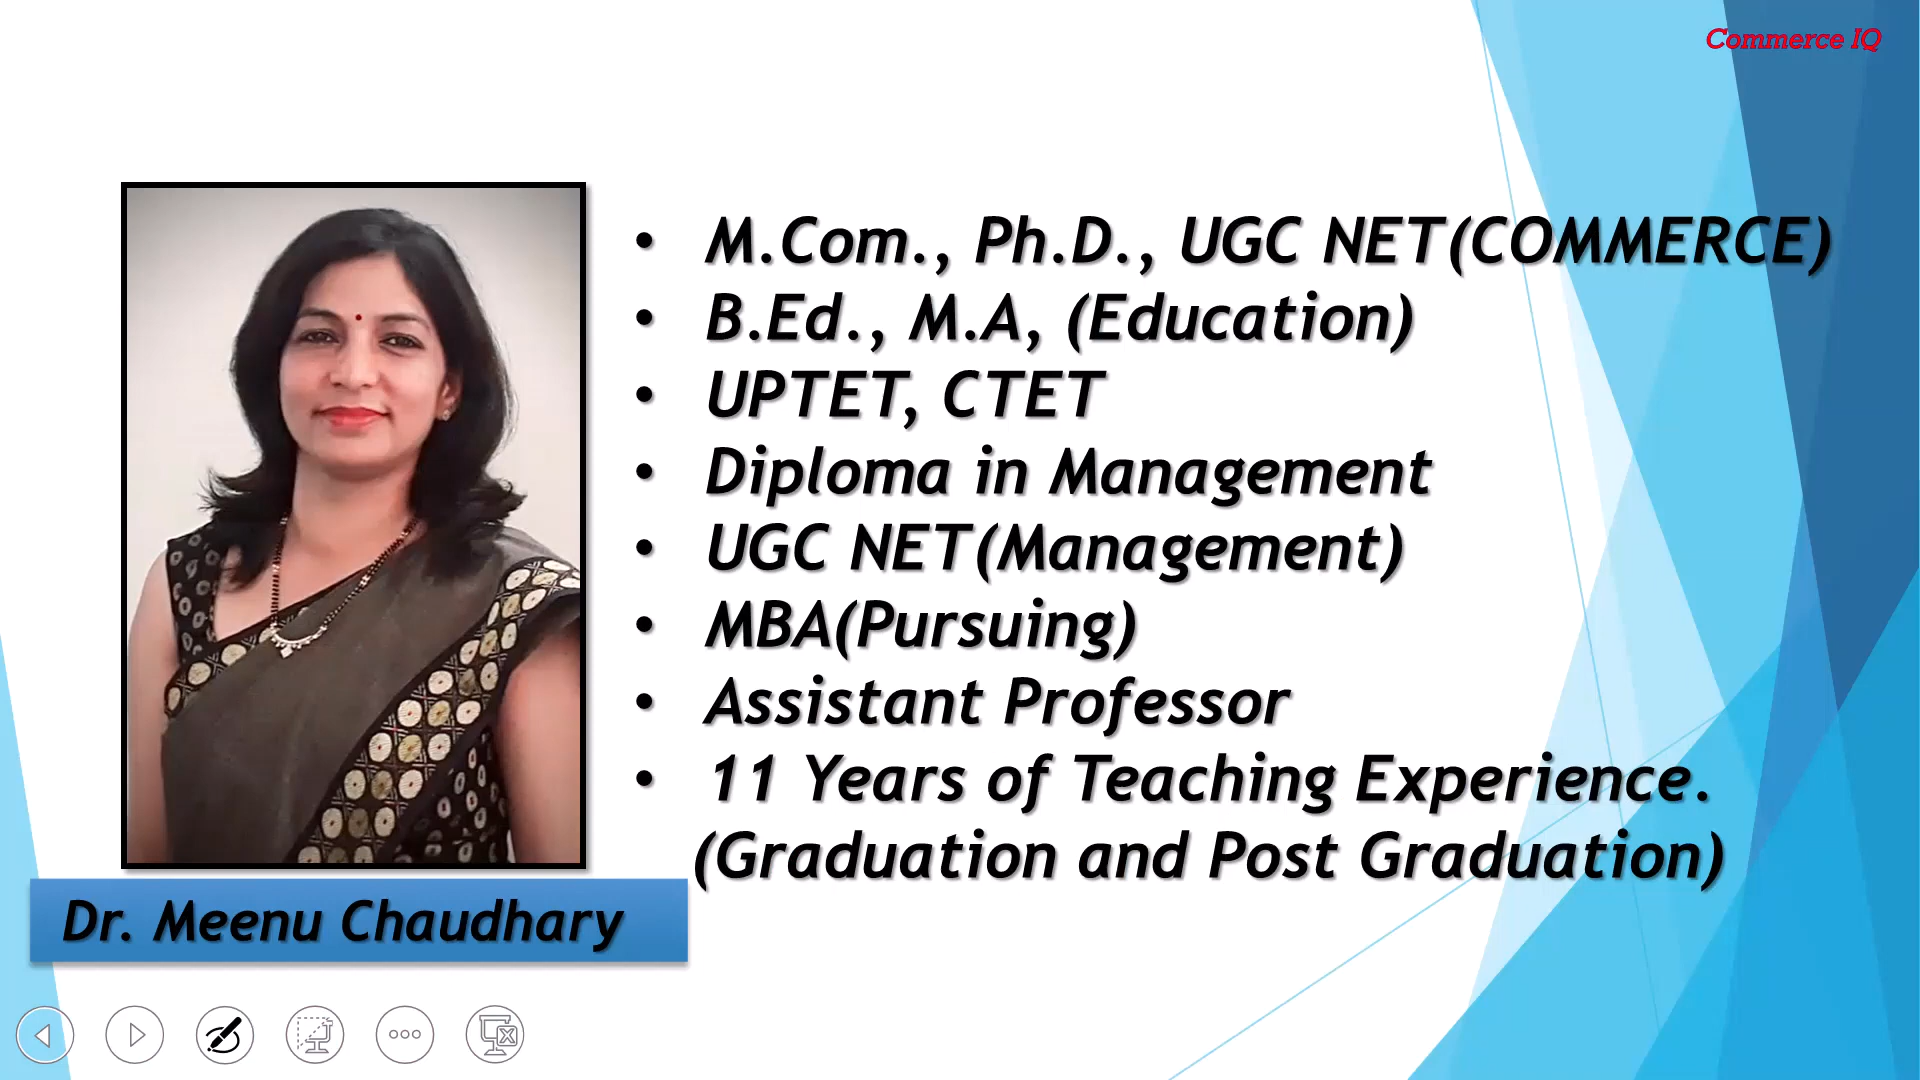 Commerce IQ
• M.Com., Ph.D., UGC NET(COMMERCE)
• B.Ed., M.A, (Education)
• UPTET, CTET
• Diploma in Management
• UGC NET(Management)
• MBA(Pursuing)
• Assistant Professor
• 11 Years of Teaching Experience.
(Graduation and Post Graduation)
Dr. Meenu Chaudhary